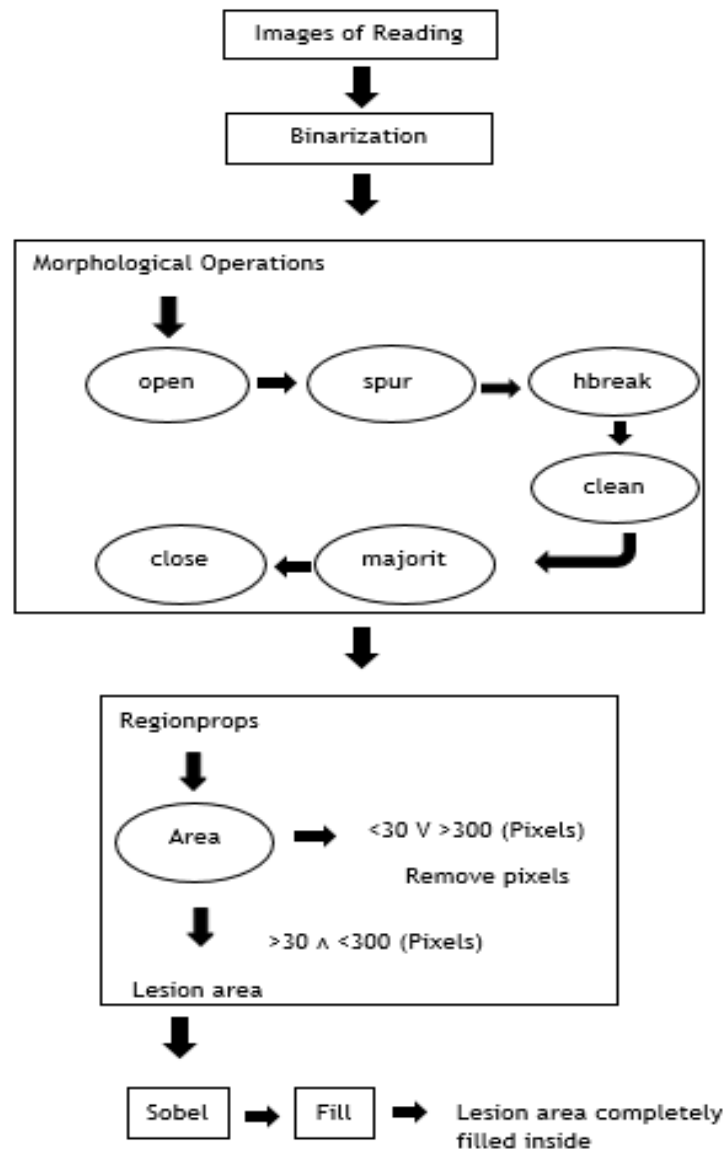 Images of Reading
Binarization
Morphological Operations
open
spur
hbreak
clean
majorit
close
Regionprops
Area
<30 V >300 (Pixels)
Remove pixels
>30 ∧ <300 (Pixels)
Lesion area
Sobel
Fill
Lesion area completely
filled inside